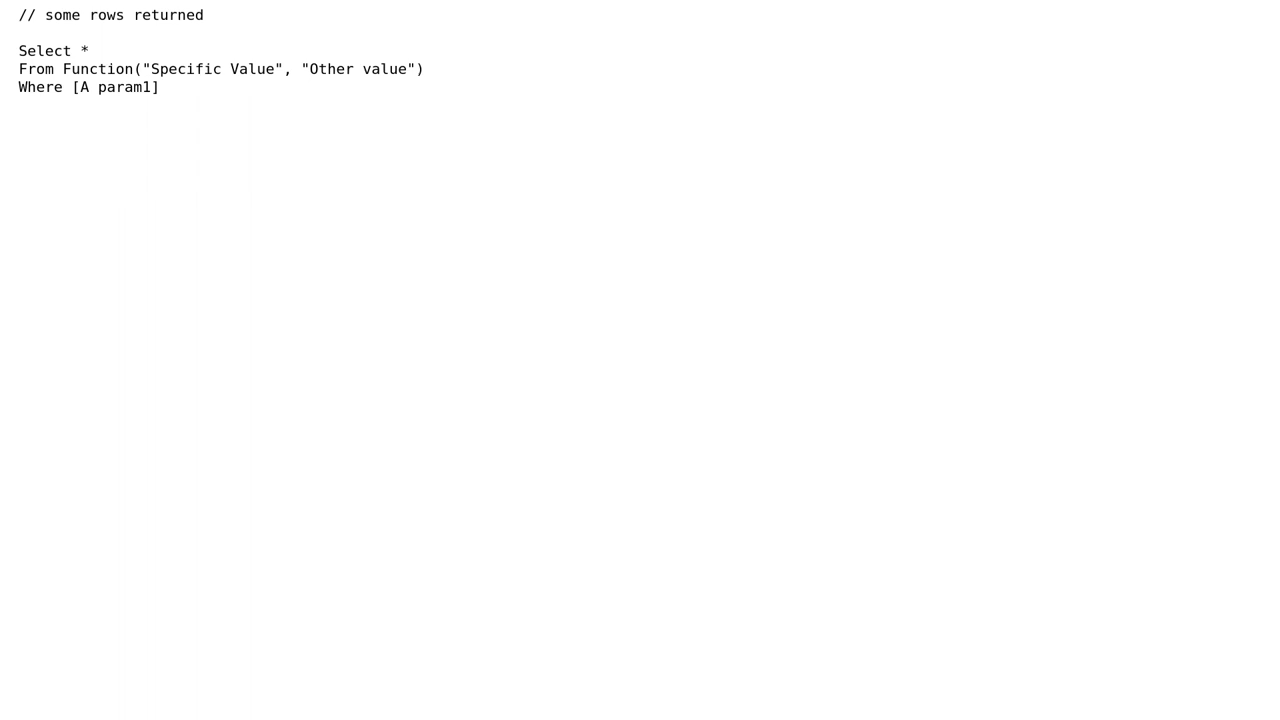 // some rows returned

Select *
From Function("Specific Value", "Other value")
Where [A param1]